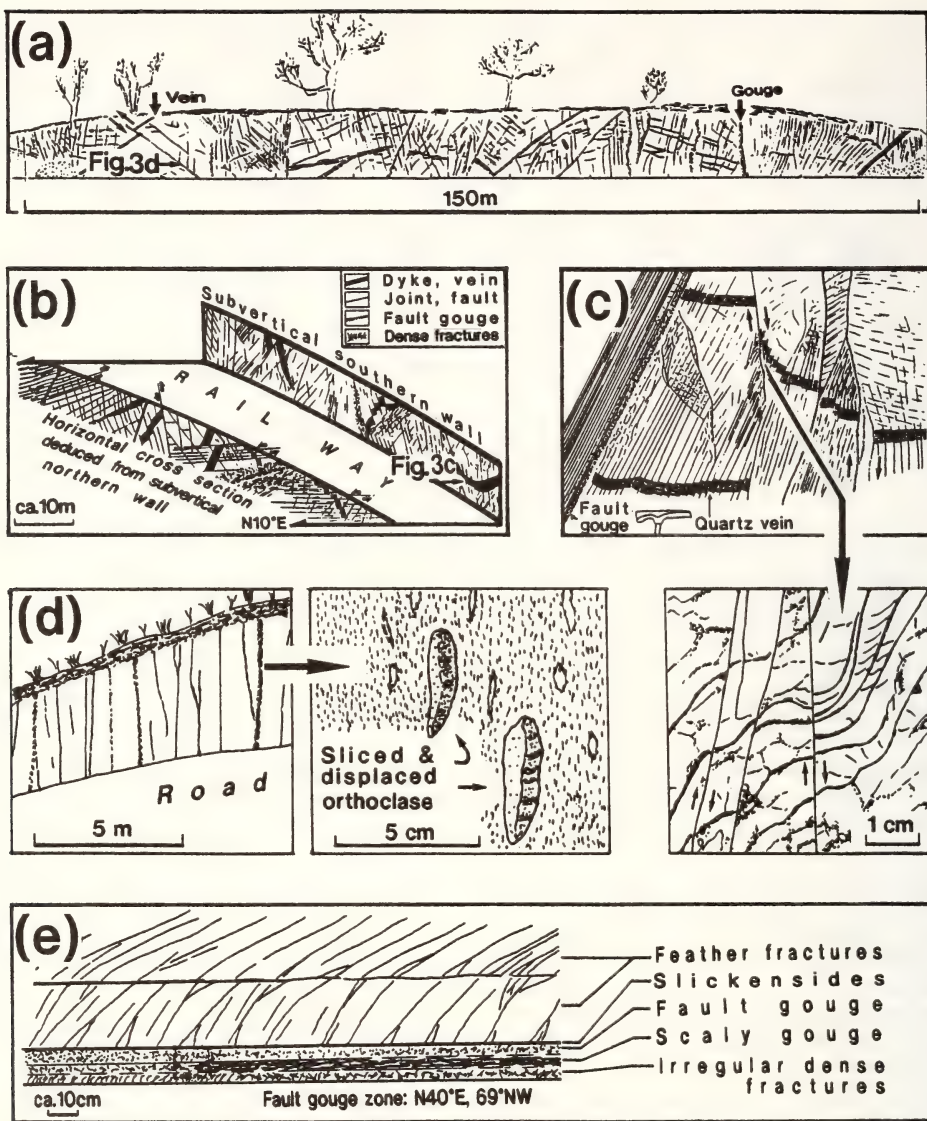 (a)
Vein
Gouge
Fig.3d
150m
(b)
Dyke, vein
Joint, fault
Fault gouge
Dense fractures
Subvertical southern wall
RAILWAY
Horizontal cross section
deduced from subvertical
northern wall
Fig.3c
ca.10m
N10°E
(c)
Fault
gouge
Quartz vein
(d)
Road
5 m
Sliced &
displaced
orthoclase
5 cm
1 cm
(e)
Feather fractures
Slickensides
Fault gouge
Scaly gouge
Irregular dense
fractures
ca.10cm
Fault gouge zone: N40°E, 69°NW